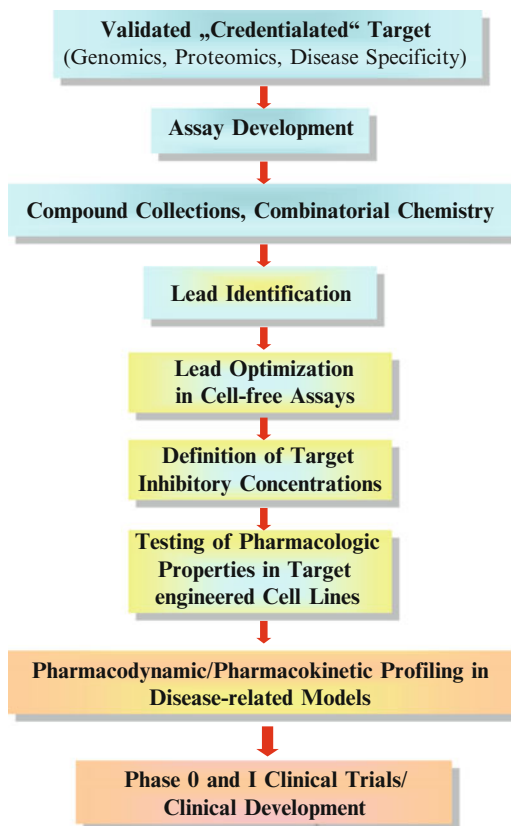 Validated „Credentialated“ Target
(Genomics, Proteomics, Disease Specificity)
Assay Development
Compound Collections, Combinatorial Chemistry
Lead Identification
Lead Optimization
in Cell-free Assays
Definition of Target
Inhibitory Concentrations
Testing of Pharmacologic
Properties in Target
engineered Cell Lines
Pharmacodynamic/Pharmacokinetic Profiling in
Disease-related Models
Phase 0 and I Clinical Trials/
Clinical Development